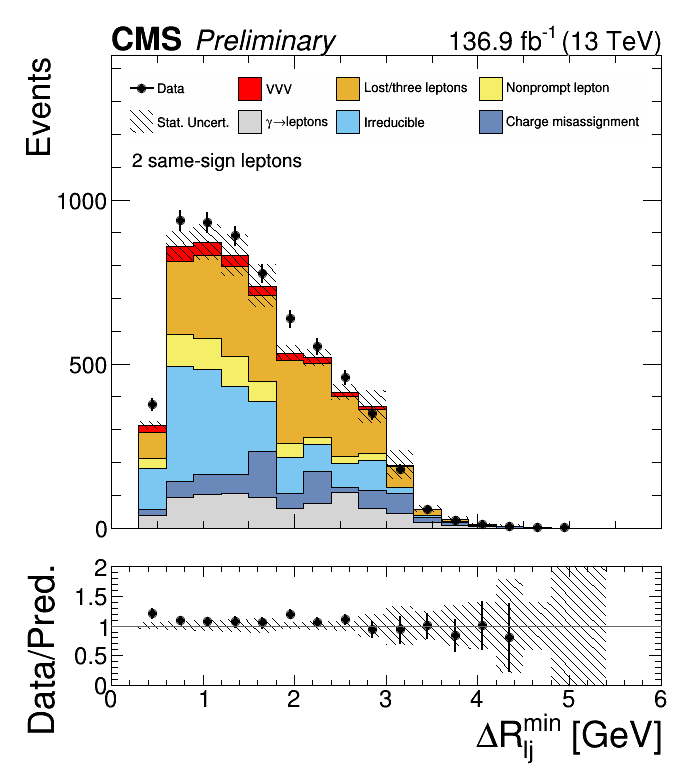 CMS Preliminary 136.9 fb⁻¹ (13 TeV)
Events
Data VVV Lost/three leptons Nonprompt lepton
Stat. Uncert. γ→leptons Irreducible Charge misassignment
2 same-sign leptons
1000
500
0
Data/Pred.
2
1.5
1
0.5
0
0 1 2 3 4 5 6
ΔR_lj^min [GeV]